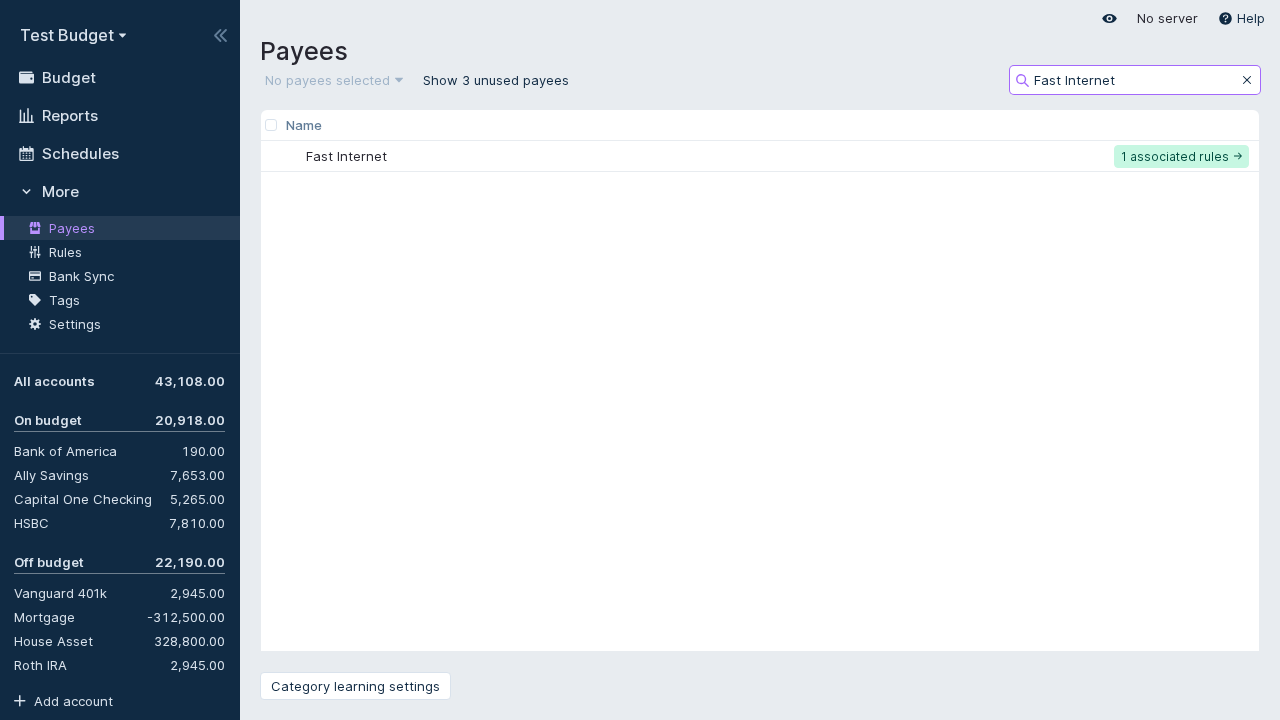 Test Budget
Budget
Reports
Schedules
More
Payees
Rules
Bank Sync
Tags
Settings
All accounts 43,108.00
On budget 20,918.00
Bank of America 190.00
Ally Savings 7,653.00
Capital One Checking 5,265.00
HSBC 7,810.00
Off budget 22,190.00
Vanguard 401k 2,945.00
Mortgage -312,500.00
House Asset 328,800.00
Roth IRA 2,945.00
Add account
No server Help
Payees
No payees selected Show 3 unused payees Fast Internet
Name
Fast Internet 1 associated rules
Category learning settings